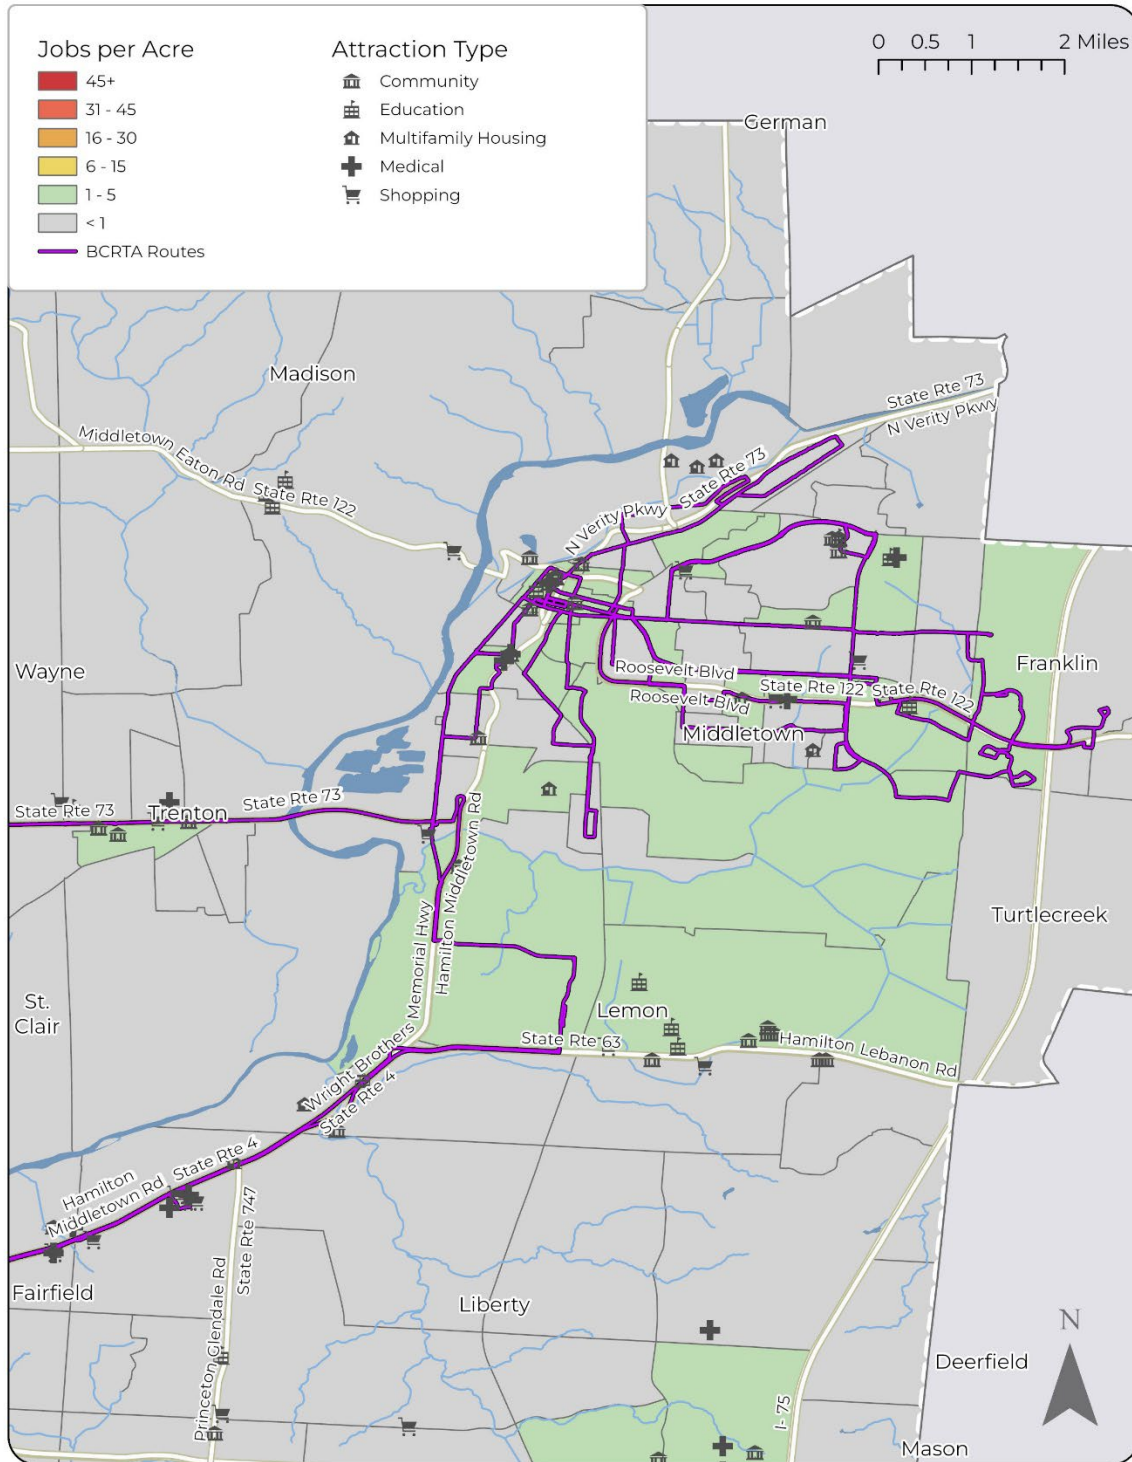 Jobs per Acre
45+
31 - 45
16 - 30
6 - 15
1 - 5
< 1
BCRTA Routes
Attraction Type
Community
Education
Multifamily Housing
Medical
Shopping
0 0.5 1 2 Miles
German
Madison
State Rte 73
N Verity Pkwy
Middletown Eaton Rd
State Rte 122
State Rte 73
N Verity Pkwy
Wayne
Franklin
Roosevelt Blvd
State Rte 122
State Rte 122
Roosevelt Blvd
Middletown
State Rte 73
Trenton
State Rte 73
Hamilton Middletown Rd
Turtlecreek
St.
Clair
Wright Brothers Memorial Hwy
Lemon
State Rte 63
Hamilton Lebanon Rd
State Rte 4
State Rte 4
Hamilton
Middletown Rd
State Rte 747
Princeton Glendale Rd
Fairfield
Liberty
N
Deerfield
I- 75
Mason